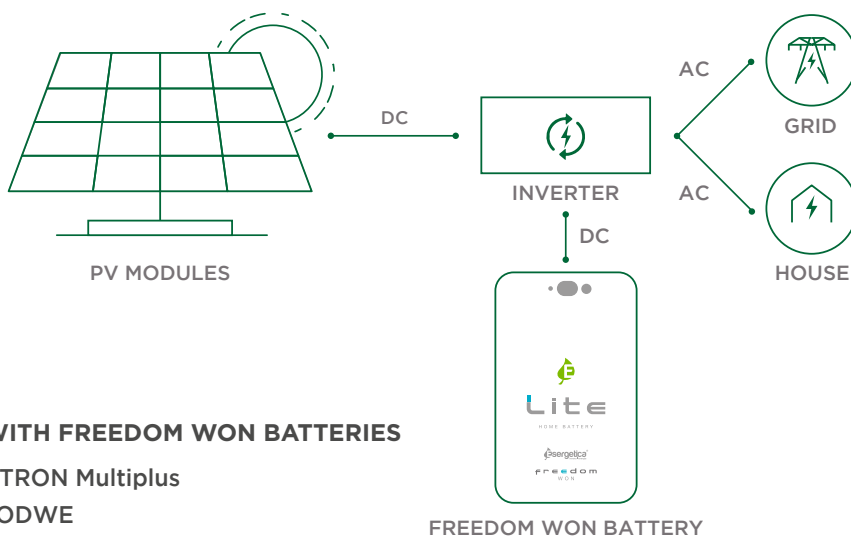 DC
AC
GRID
INVERTER
AC
DC
PV MODULES
HOUSE
E
Lite
HOME BATTERY
esergetica
freedom
WON
WITH FREEDOM WON BATTERIES
TRON Multiplus
ODWE
FREEDOM WON BATTERY